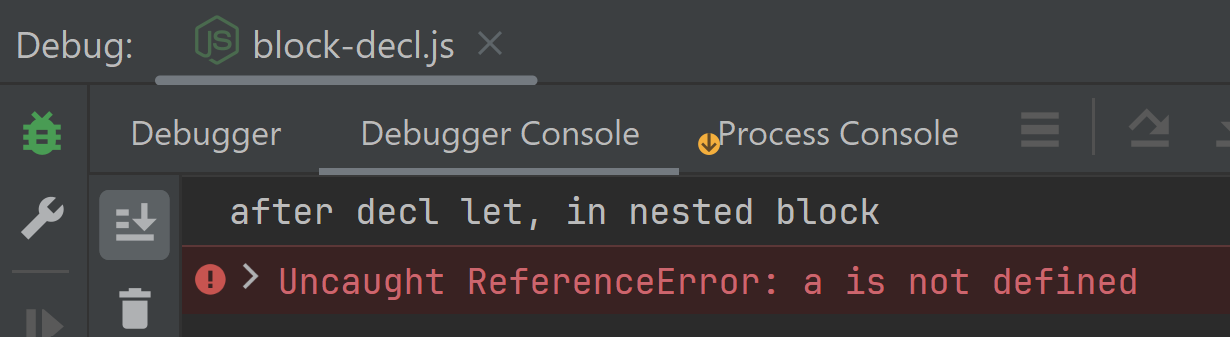 Debug: JS block-decl.js
Debugger Debugger Console Process Console
after decl let, in nested block
Uncaught ReferenceError: a is not defined